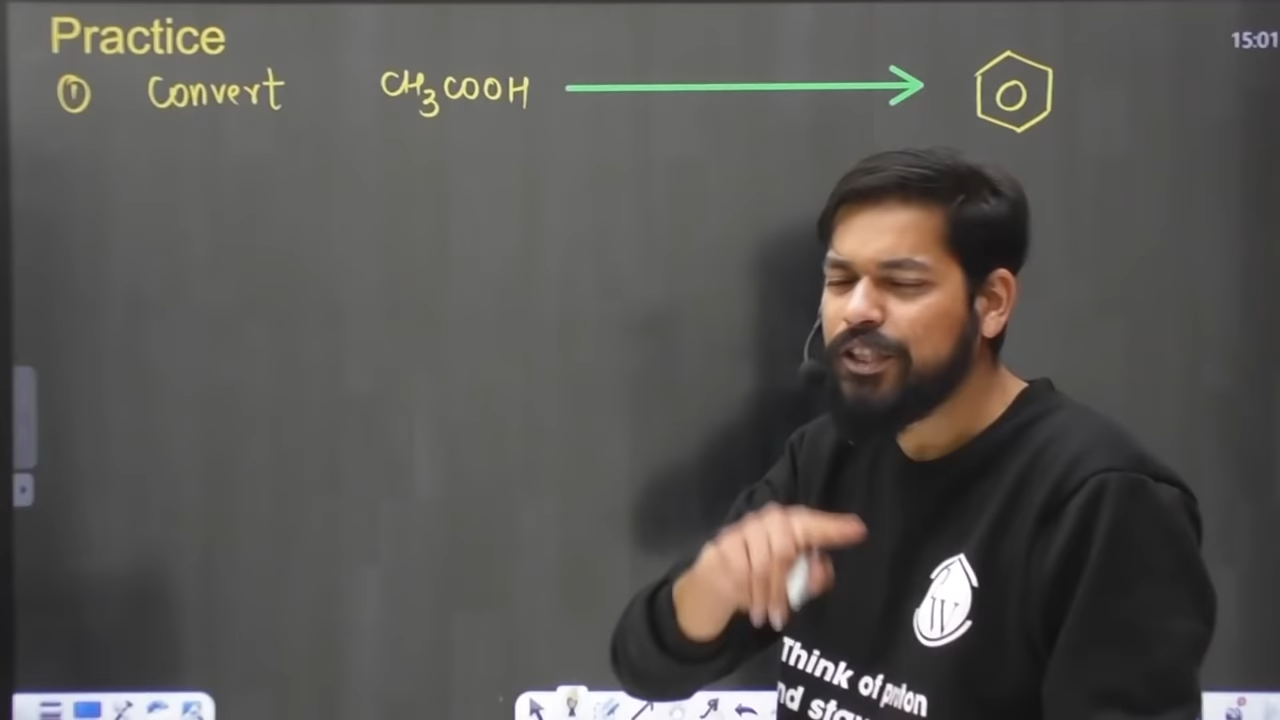 Practice
15:01
① Convert CH₃COOH
W
Think of